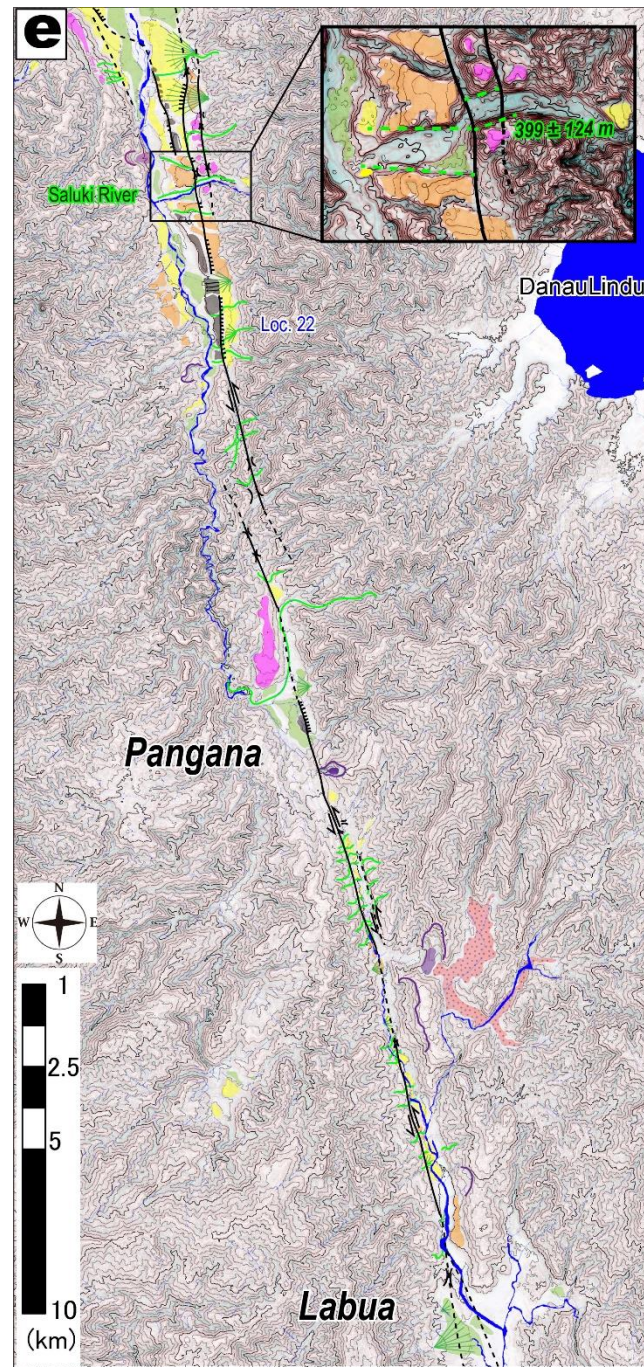 e
399 ± 124 m
Saluki River
DanauLindu
Loc. 22
Pangana
N
W E
S
1
2.5
5
10
(km)
Labua